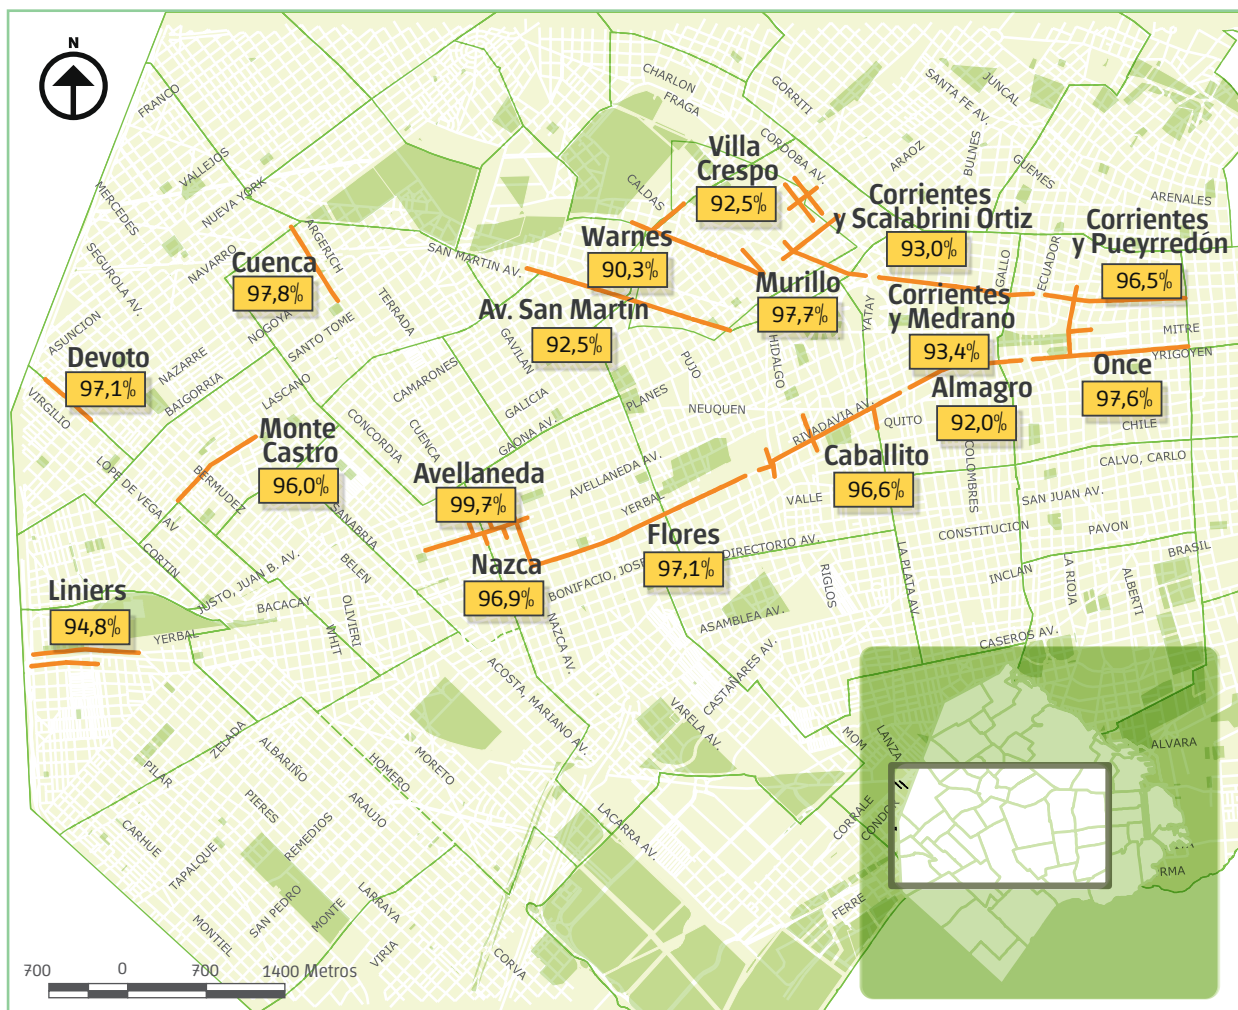 N
CHARLON
FRAGA
GORRITI
SANTA FE AV.
JUNCAL
FRANCO
VALLEJOS
NUEVA YORK
MERCEDES
SEGUROLA AV.
NAVARRO
ARGERICH
ASUNCION
CALDAS
CORDOBA AV.
ARAOZ
BULNES
GUEMES
ARENALES
Villa
Crespo
92,5%
Corrientes
y Scalabrini Ortiz
93,0%
Corrientes
y Pueyrredón
96,5%
Warnes
90,3%
SAN MARTIN AV.
Cuenca
97,8%
Murillo
97,7%
Av. San Martín
92,5%
GALLO
ECUADOR
YATAY
Corrientes
y Medrano
93,4%
MITRE
YRIGOYEN
NOGOYA
SANTO TOME
TERRADA
GAVILAN
Devoto
97,1%
NAZARRE
BAIGORRIA
LASCANO
VIRGILIO
CAMARONES
GALICIA
GAONA AV.
PLANES
PUJO
HIDALGO
NEUQUEN
RIVADAVIA AV.
QUITO
Almagro
92,0%
Once
97,6%
CHILE
CONCORDIA
CUENCA
Monte
Castro
96,0%
BERMUDEZ
LOPE DE VEGA AV
SANABRIA
Avellaneda
99,7%
AVELLANEDA AV.
YERBAL
Caballito
96,6%
VALLE
COLOMBRES
CALVO, CARLO
SAN JUAN AV.
CONSTITUCION
PAVON
BRASIL
CORTIN
BELEN
Nazca
96,9%
Flores
97,1%
BONIFACIO, JOSE
DIRECTORIO AV.
RIGLOS
LA PLATA AV.
INCLAN
LA RIOJA
ALBERTI
Liniers
94,8%
YERBAL
JUSTO, JUAN B. AV.
BACACAY
OLIVIERI
WHIT
NAZCA AV.
ASAMBLEA AV.
CASTAÑARES AV.
CASEROS AV.
ACOSTA, MARIANO AV.
VARELA AV.
MOM
LANZA
ALVARA
ZELADA
PILAR
ALBARIÑO
HOMERO
MORETO
PIERES
ARAUJO
REMEDIOS
CARHUE
TAPALQUE
LACARRA AV.
CORRALE
CONDOR
RMA
FERRE
SAN PEDRO
MONTE
LARRAYA
MONTIEL
VIRIA
CORVA
700 0 700 1400 Metros